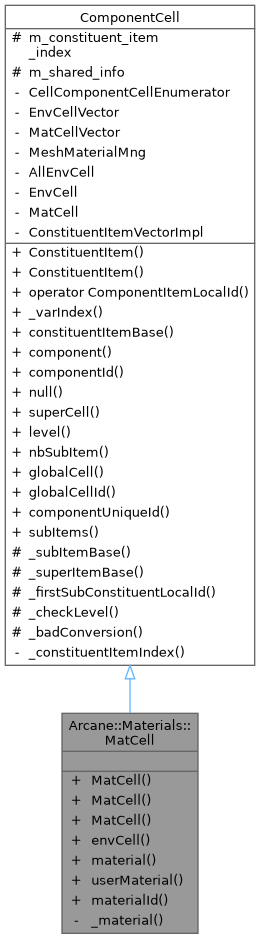 ComponentCell
# m_constituent_item
_index
# m_shared_info
- CellComponentCellEnumerator
- EnvCellVector
- MatCellVector
- MeshMaterialMng
- AllEnvCell
- EnvCell
- MatCell
- ConstituentItemVectorImpl
+ ConstituentItem()
+ ConstituentItem()
+ operator ComponentItemLocalId()
+ _varIndex()
+ constituentItemBase()
+ component()
+ componentId()
+ null()
+ superCell()
+ level()
+ nbSubItem()
+ globalCell()
+ globalCellId()
+ componentUniqueId()
+ subItems()
# _subItemBase()
# _superItemBase()
# _firstSubConstituentLocalId()
# _checkLevel()
# _badConversion()
- _constituentItemIndex()
Arcane::Materials::
MatCell
+ MatCell()
+ MatCell()
+ MatCell()
+ envCell()
+ material()
+ userMaterial()
+ materialId()
- _material()